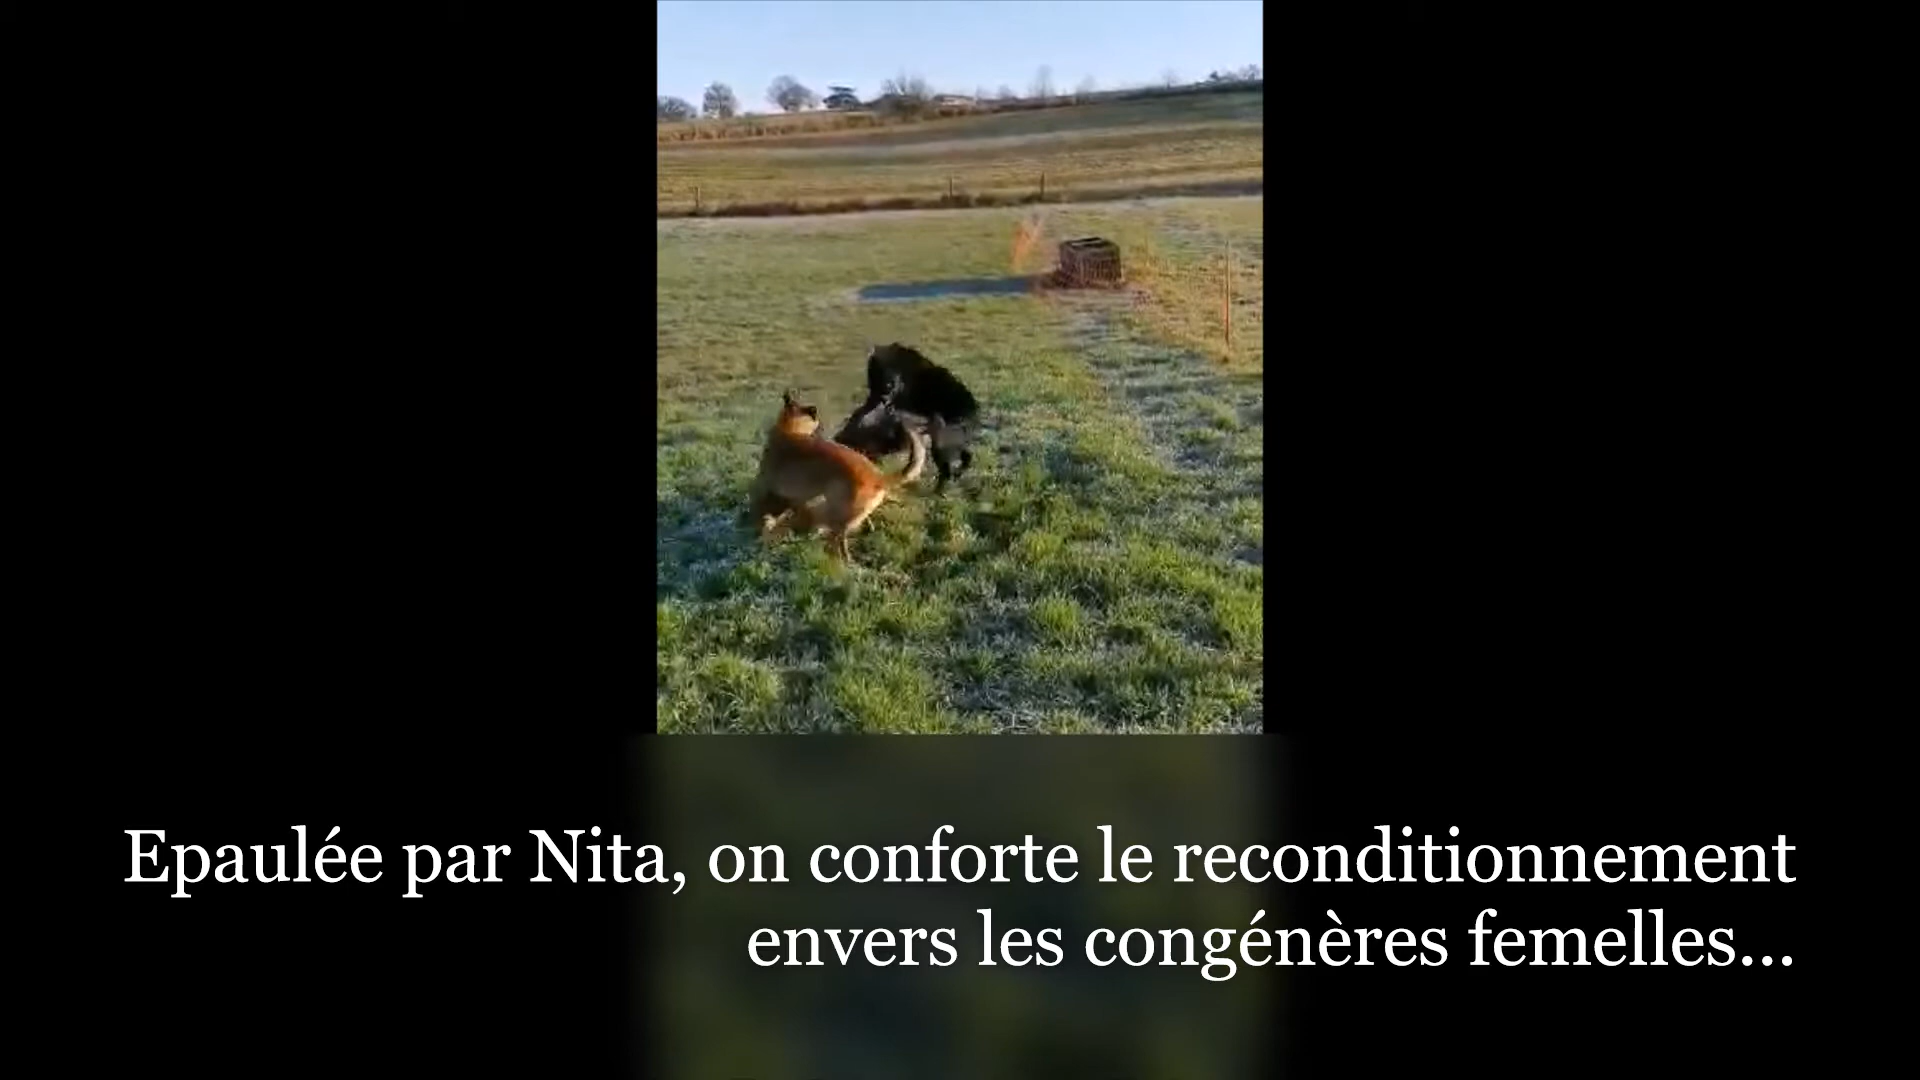 Epaulée par Nita, on conforte le reconditionnement
envers les congénères femelles...